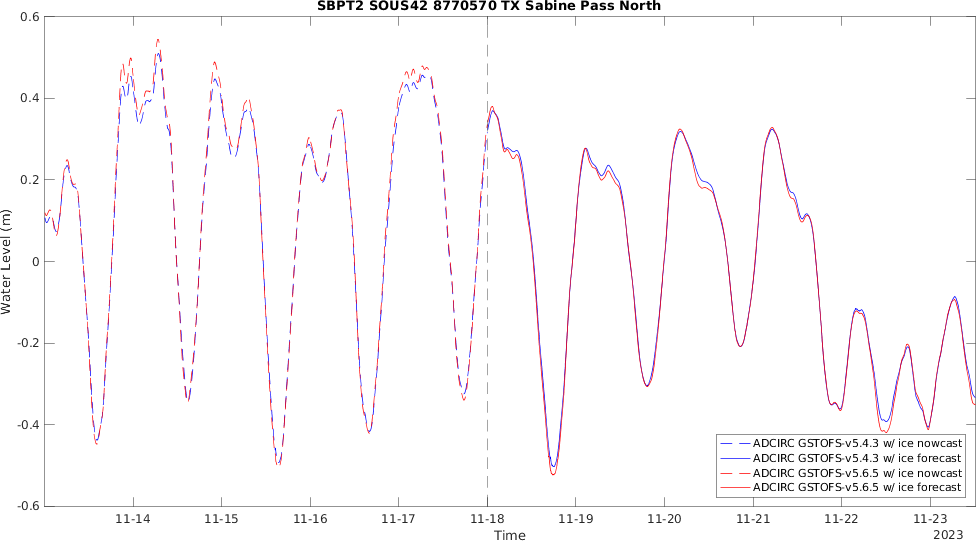 SBPT2 SOUS42 8770570 TX Sabine Pass North
0.6
0.4
0.2
0
-0.2
-0.4
-0.6
Water Level (m)
11-14 11-15 11-16 11-17 11-18 11-19 11-20 11-21 11-22 11-23
Time
2023
ADCIRC GSTOFS-v5.4.3 w/ ice nowcast
ADCIRC GSTOFS-v5.4.3 w/ ice forecast
ADCIRC GSTOFS-v5.6.5 w/ ice nowcast
ADCIRC GSTOFS-v5.6.5 w/ ice forecast